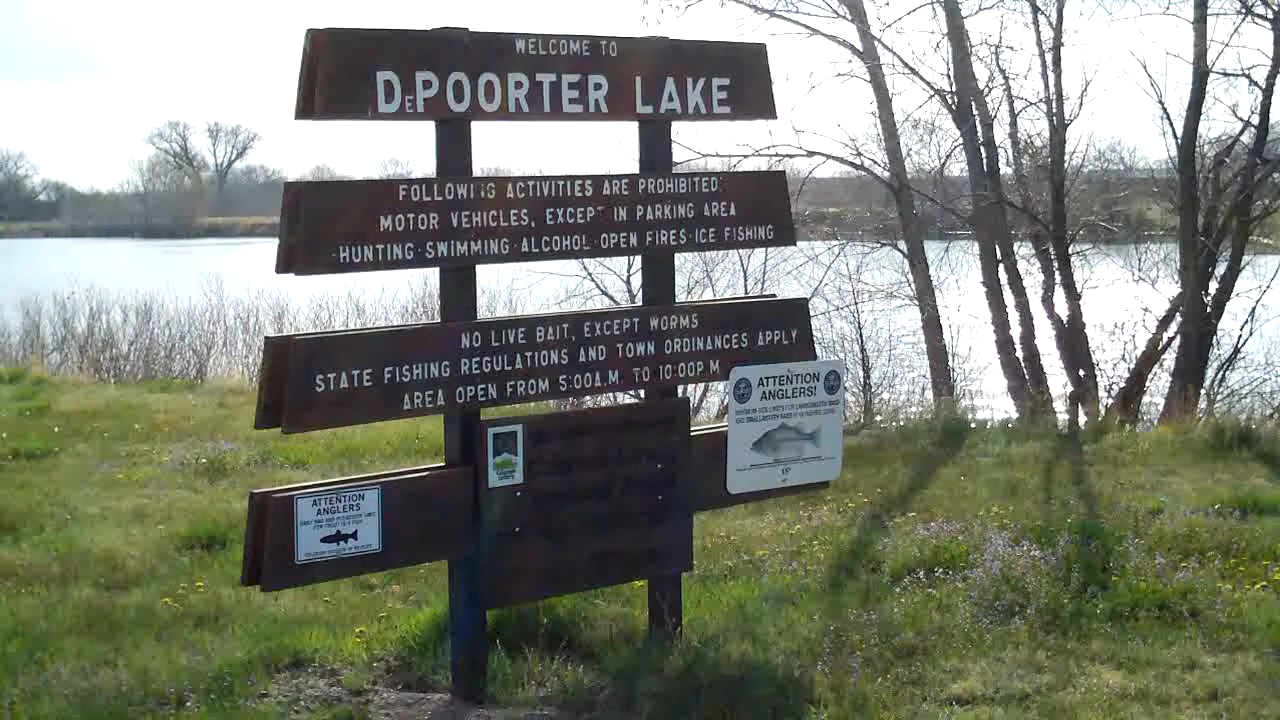 WELCOME TO
DePOORTER LAKE
FOLLOWING ACTIVITIES ARE PROHIBITED:
MOTOR VEHICLES, EXCEPT IN PARKING AREA
·HUNTING·SWIMMING·ALCOHOL·OPEN FIRES·ICE FISHING
NO LIVE BAIT, EXCEPT WORMS
STATE FISHING REGULATIONS AND TOWN ORDINANCES APPLY
AREA OPEN FROM 5:00A.M. TO 10:00P.M.
ATTENTION
ANGLERS!
15"
ATTENTION
ANGLERS